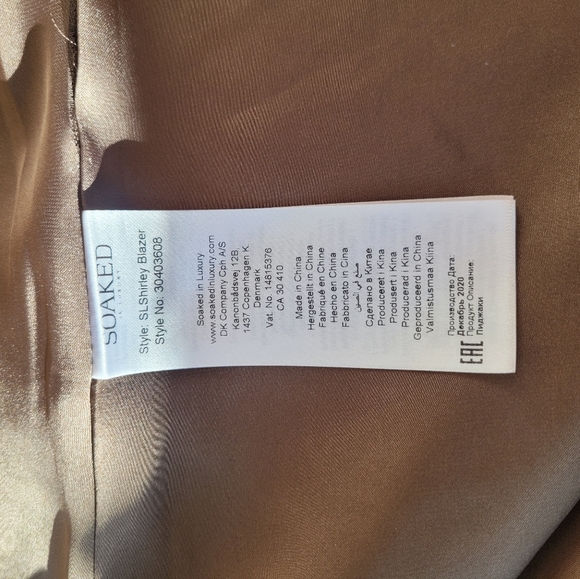 SOAKED
IN LUXURY
Style: SLShirley Blazer
Style No: 30403608
Soaked in Luxury
www.soakedinluxury.com
DK Company Cph A/S
Kanonbådsvej 12B
1437 Copenhagen K
Denmark
Vat. No. 14815376
CA 30 410
Made in China
Hergestellt in China
Fabriqué en Chine
Hecho en China
Fabbricato in Cina
صنع في الصين
Сделано в Китае
Produceret i Kina
Produsert i Kina
Producerad i Kina
Geproduceerd in China
Valmistusmaa Kiina
Производство Дата:
Декабрь 2020
Продукт Описание:
Пиджаки
EAC